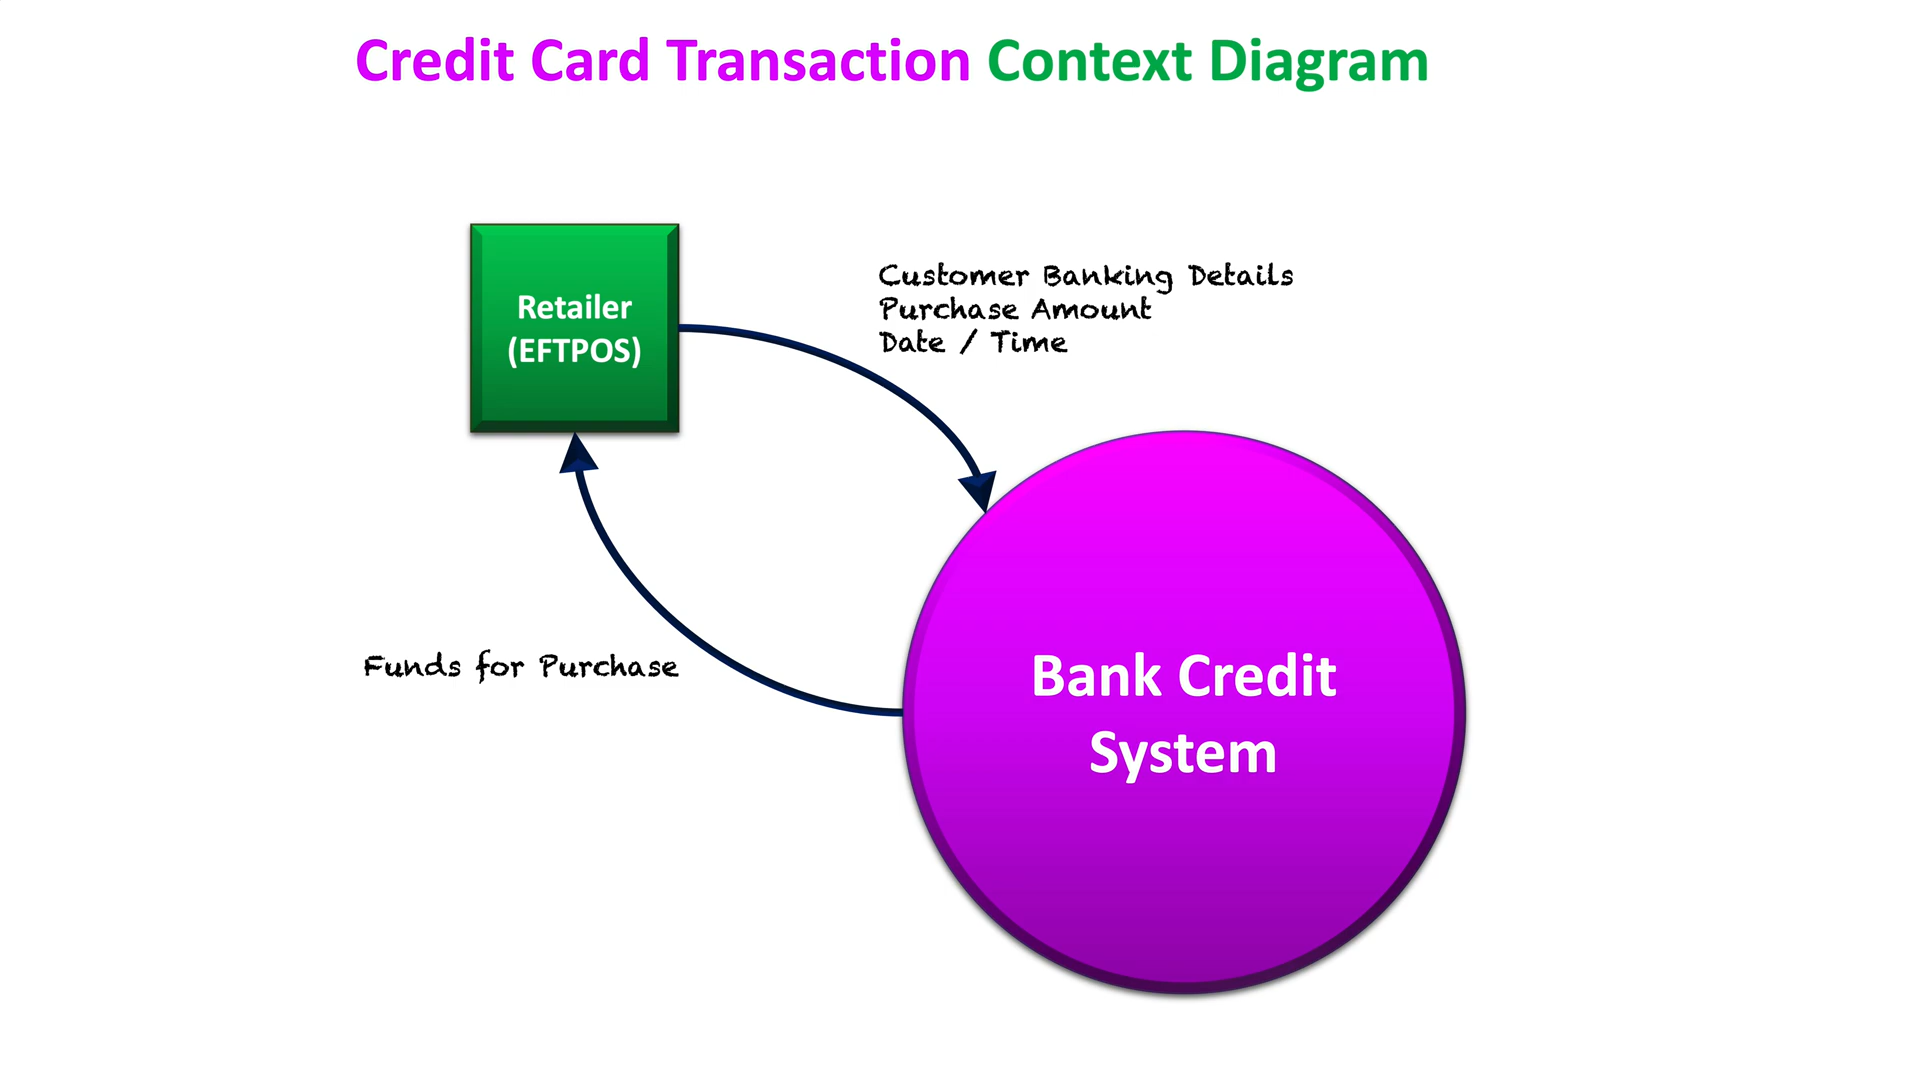 Credit Card Transaction Context Diagram
Retailer
(EFTPOS)
Customer Banking Details
Purchase Amount
Date / Time
Funds for Purchase
Bank Credit
System